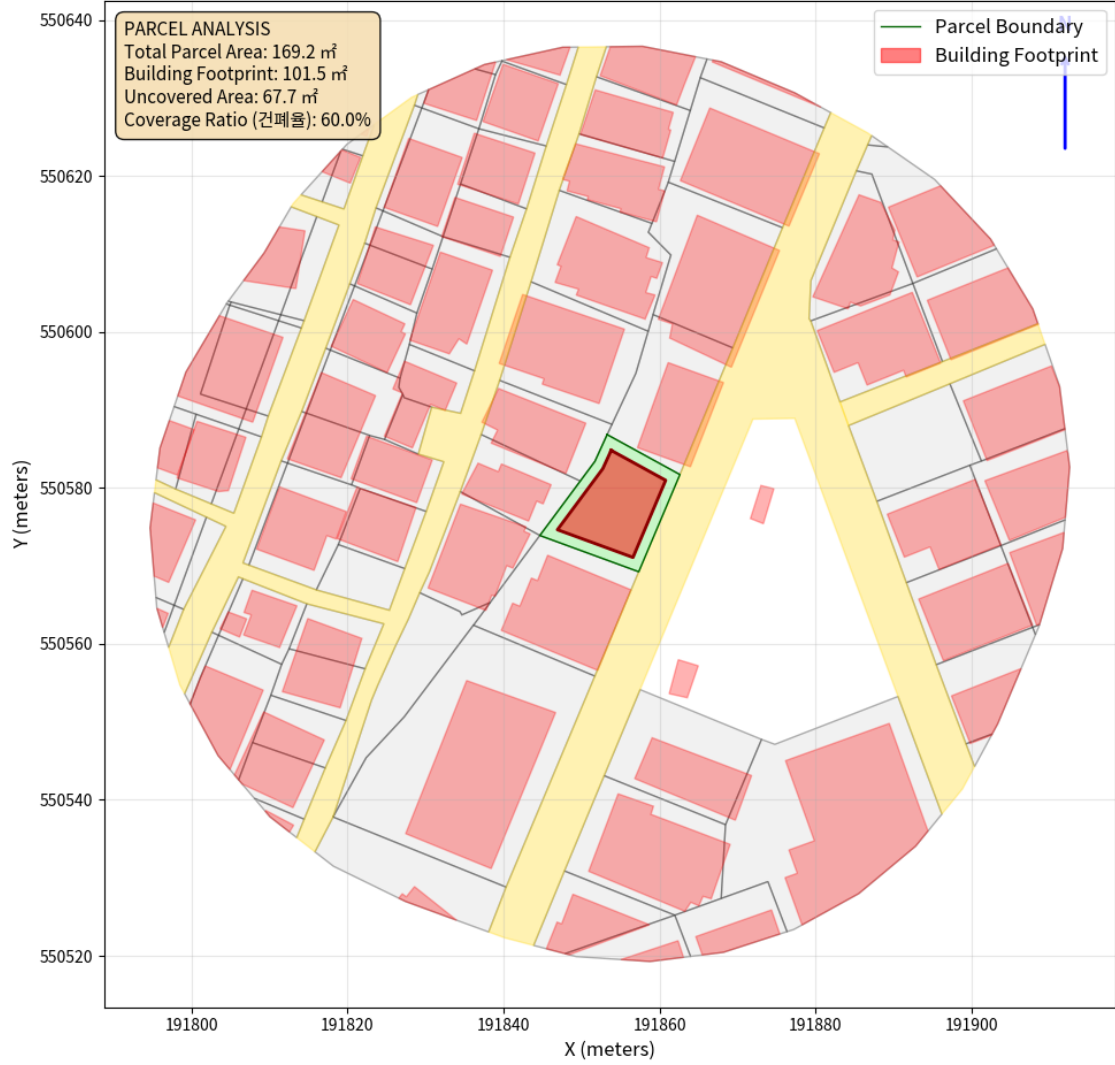 PARCEL ANALYSIS
Total Parcel Area: 169.2 ㎡
Building Footprint: 101.5 ㎡
Uncovered Area: 67.7 ㎡
Coverage Ratio (건폐율): 60.0%
Parcel Boundary
Building Footprint
N
550640
550620
550600
550580
550560
550540
550520
Y (meters)
191800
191820
191840
191860
191880
191900
X (meters)